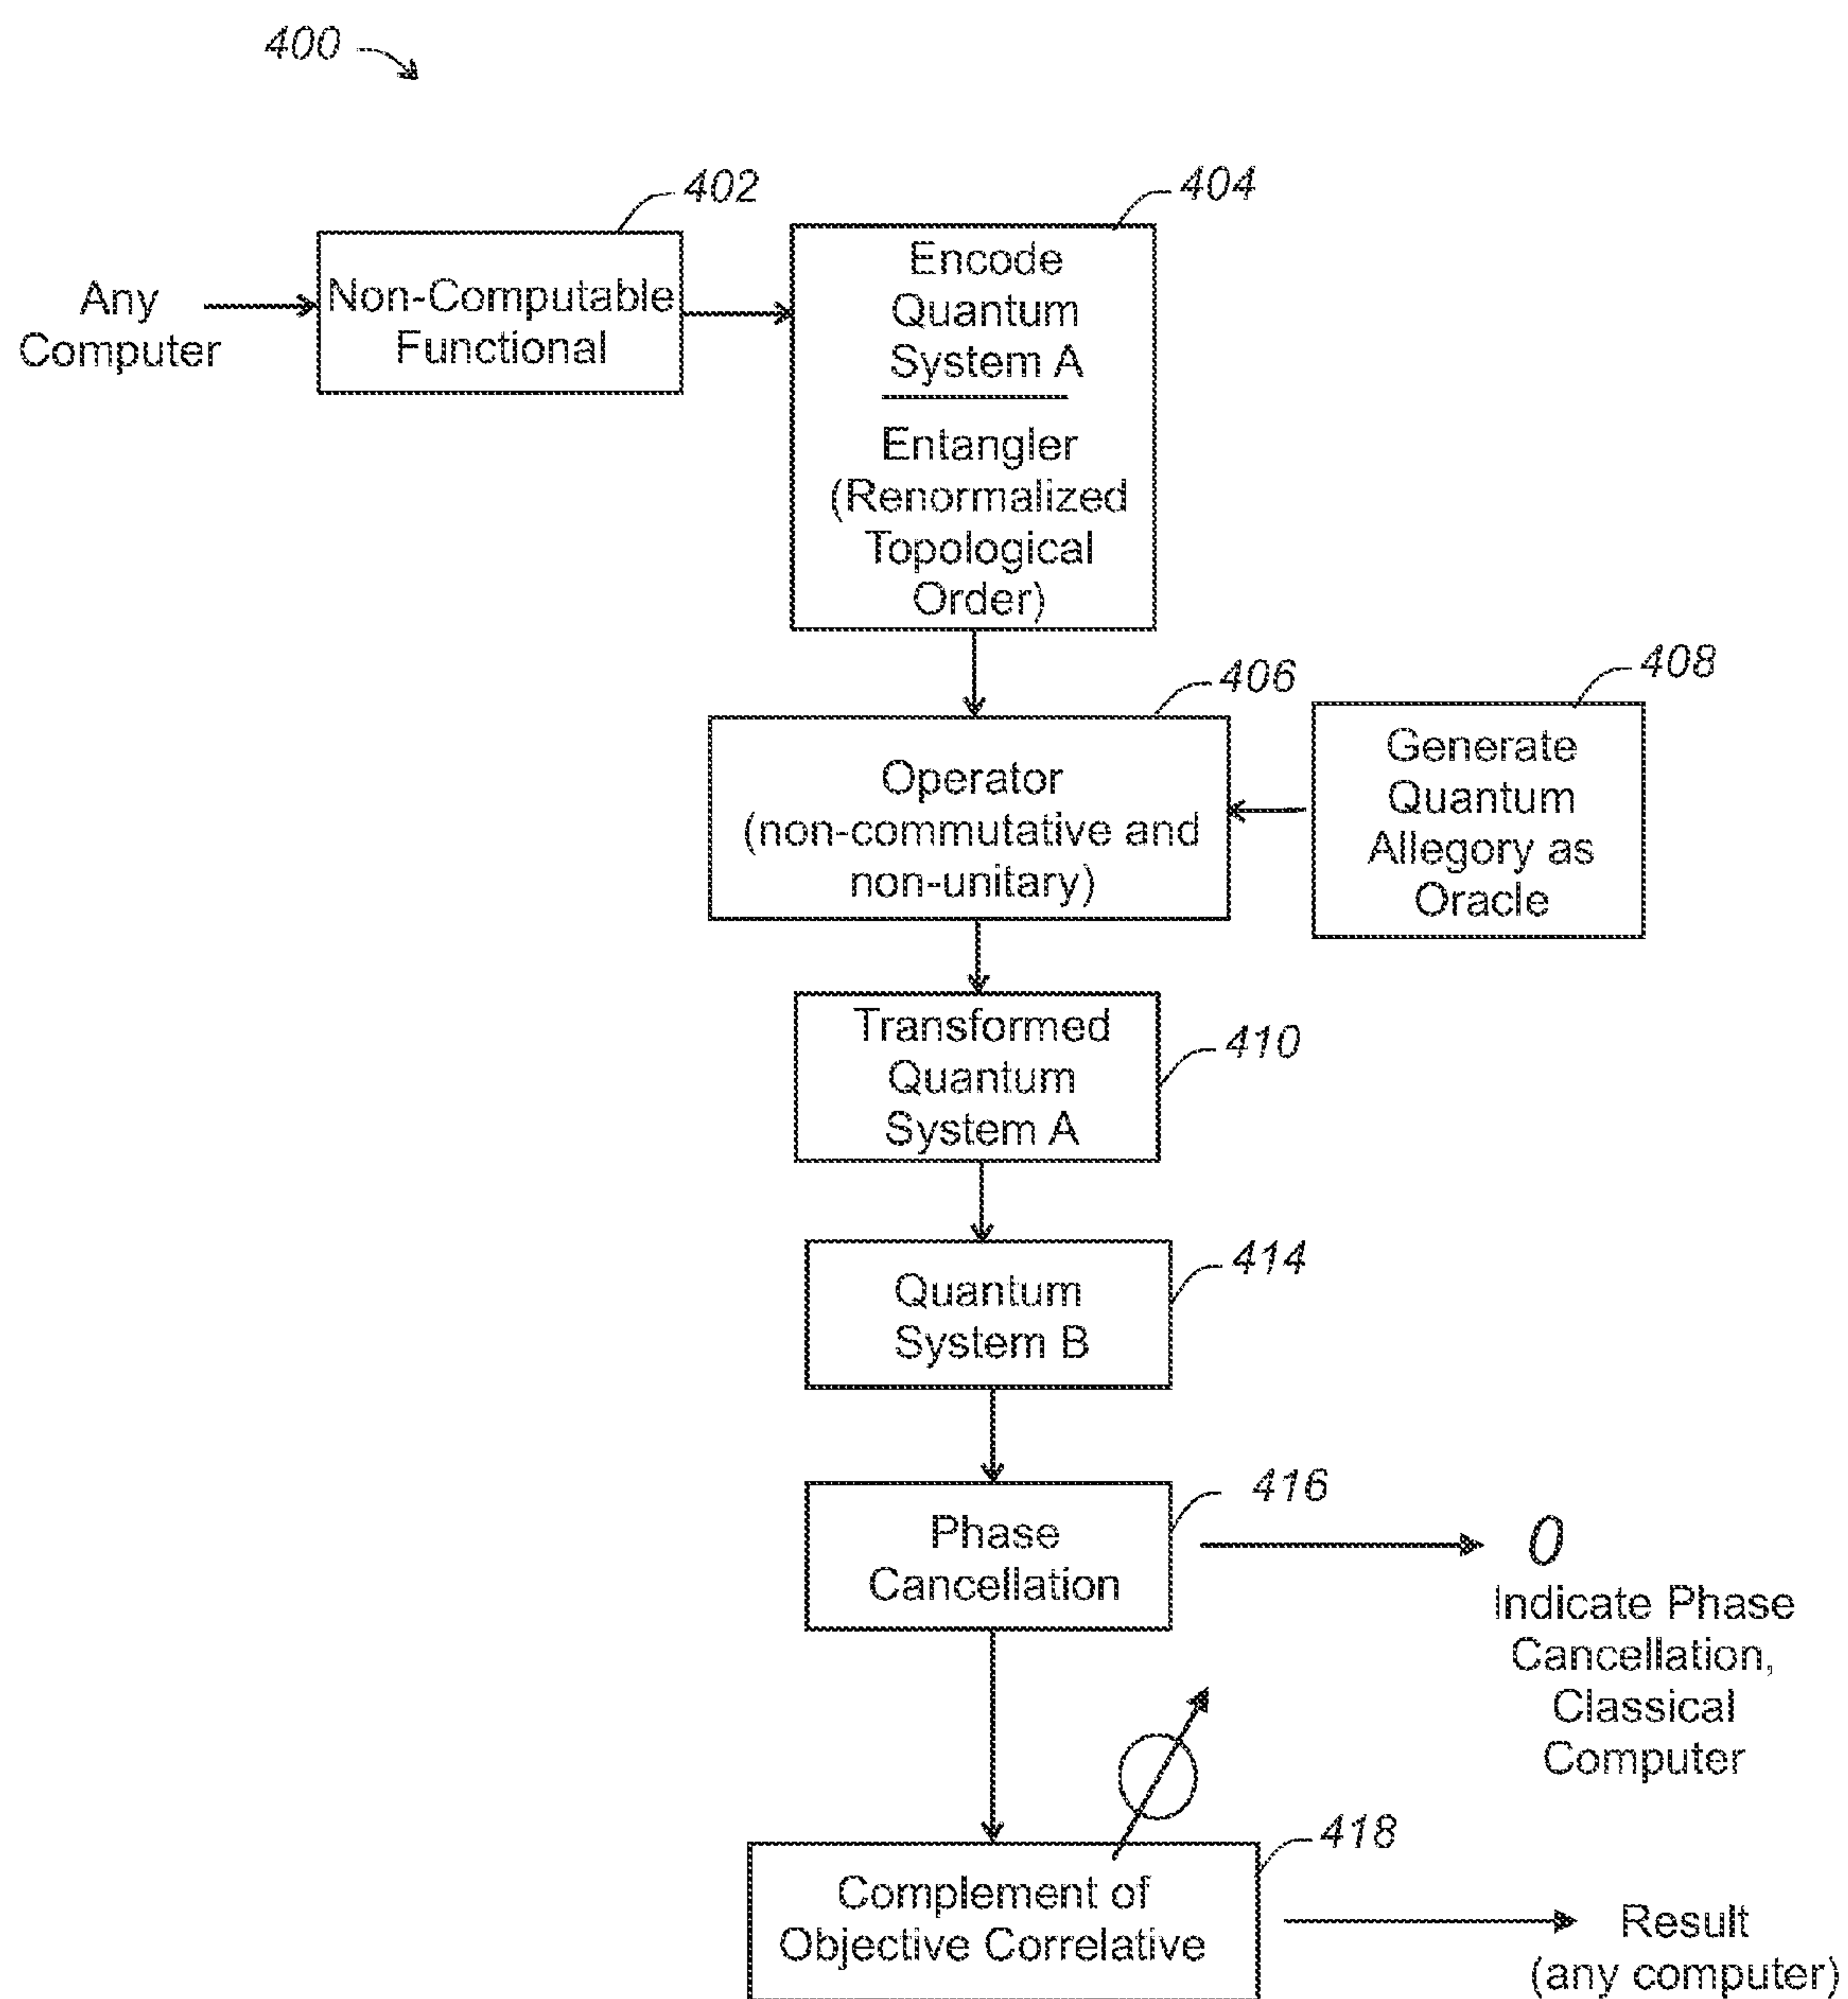 400
402
404
Any
Computer
Non-Computable
Functional
Encode
Quantum
System A
Entangler
(Renormalized
Topological
Order)
406
408
Operator
(non-commutative and
non-unitary)
Generate
Quantum
Allegory as
Oracle
Transformed
Quantum
System A
410
Quantum
System B
414
Phase
Cancellation
416
0
Indicate Phase
Cancellation,
Classical
Computer
418
Complement of
Objective Correlative
Result
(any computer)